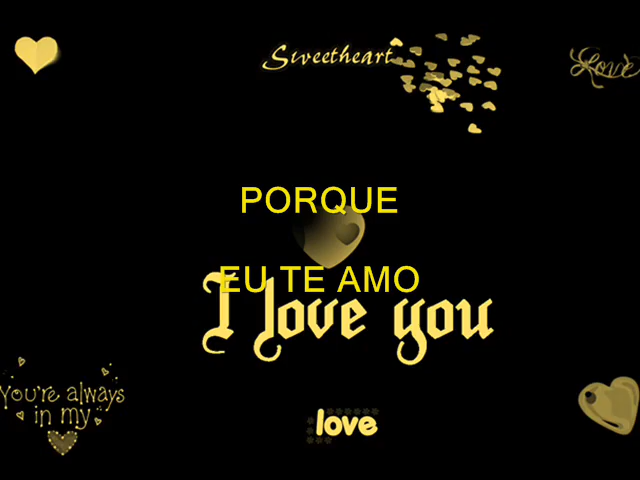 Sweetheart
Love
PORQUE
EU TE AMO
I love you
You're always
in my
love